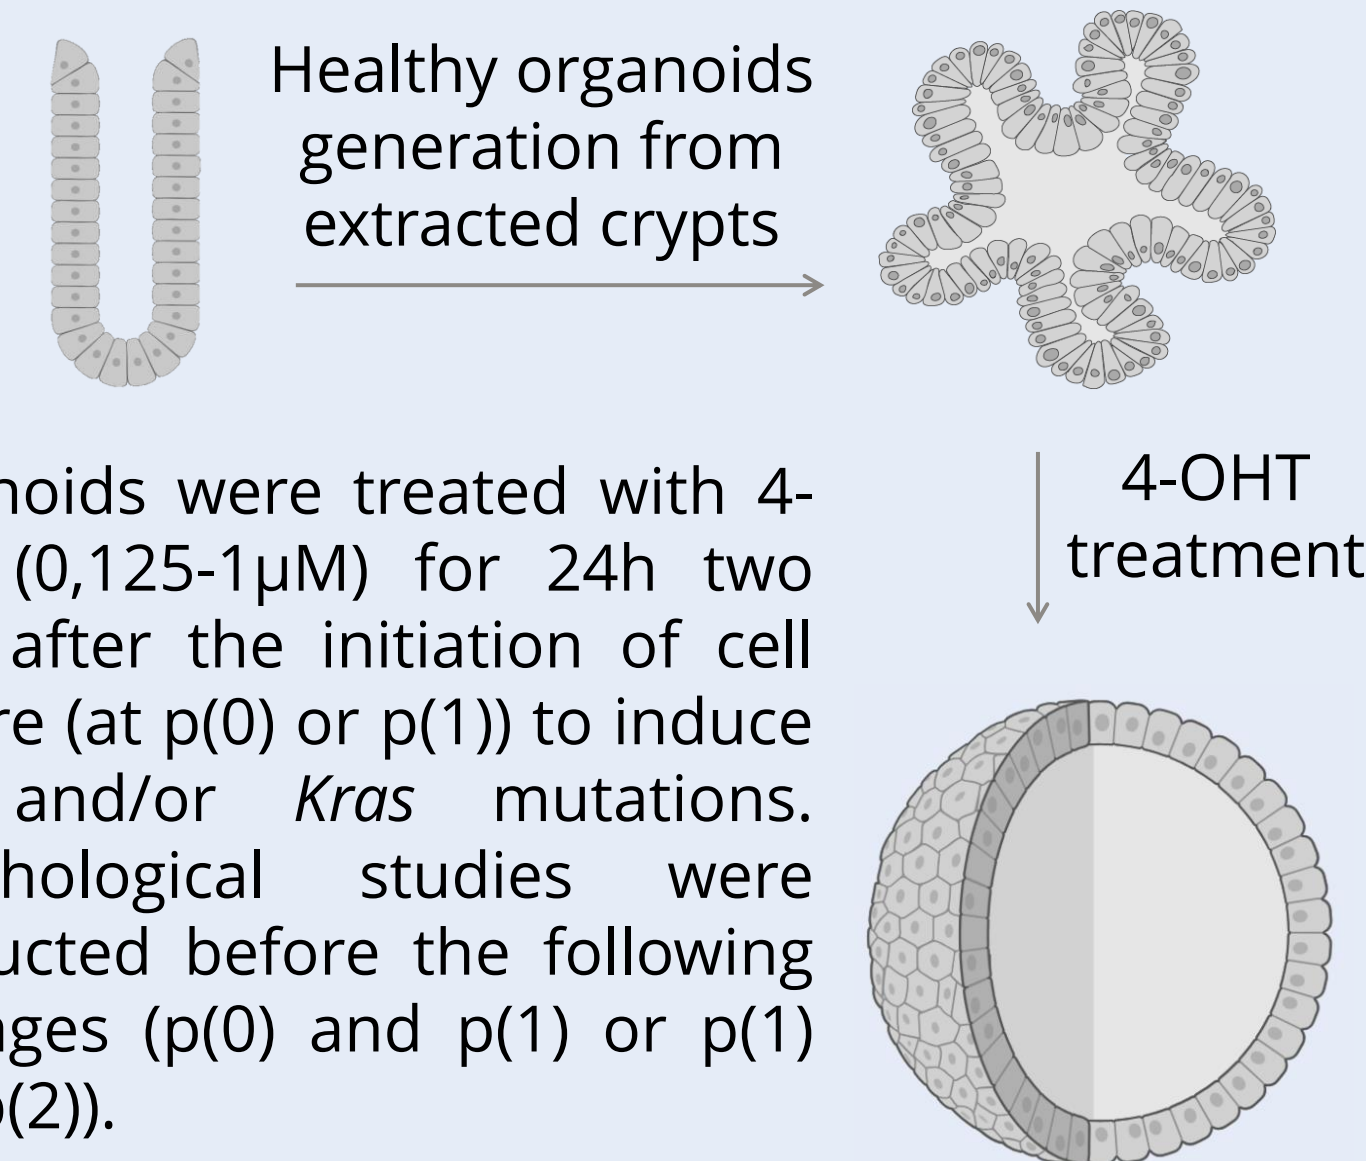 Healthy organoids
generation from
extracted crypts
4-OHT
treatment
noids were treated with 4-
(0,125-1µM) for 24h two
after the initiation of cell
re (at p(0) or p(1)) to induce
and/or Kras mutations.
hological studies were
ucted before the following
ages (p(0) and p(1) or p(1)
p(2)).